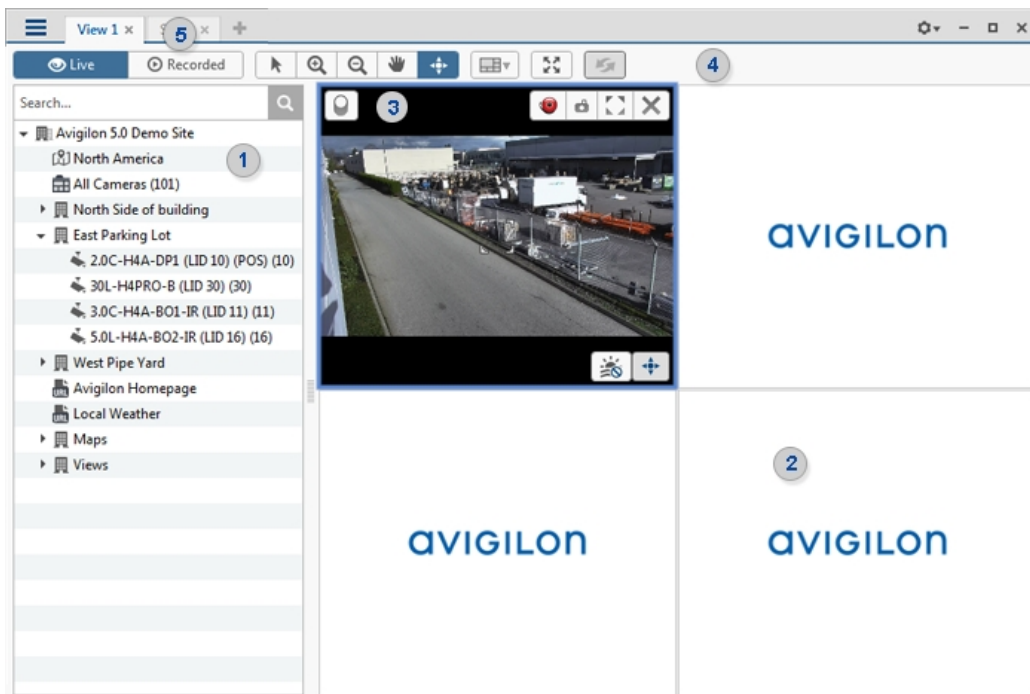 View 1
5
Live
Recorded
4
Search...
3
Avigilon 5.0 Demo Site
1
North America
All Cameras (101)
North Side of building
East Parking Lot
2.0C-H4A-DP1 (LID 10) (POS) (10)
30L-H4PRO-B (LID 30) (30)
3.0C-H4A-BO1-IR (LID 11) (11)
5.0L-H4A-BO2-IR (LID 16) (16)
West Pipe Yard
Avigilon Homepage
Local Weather
Maps
Views
AVIGILON
2
AVIGILON
AVIGILON